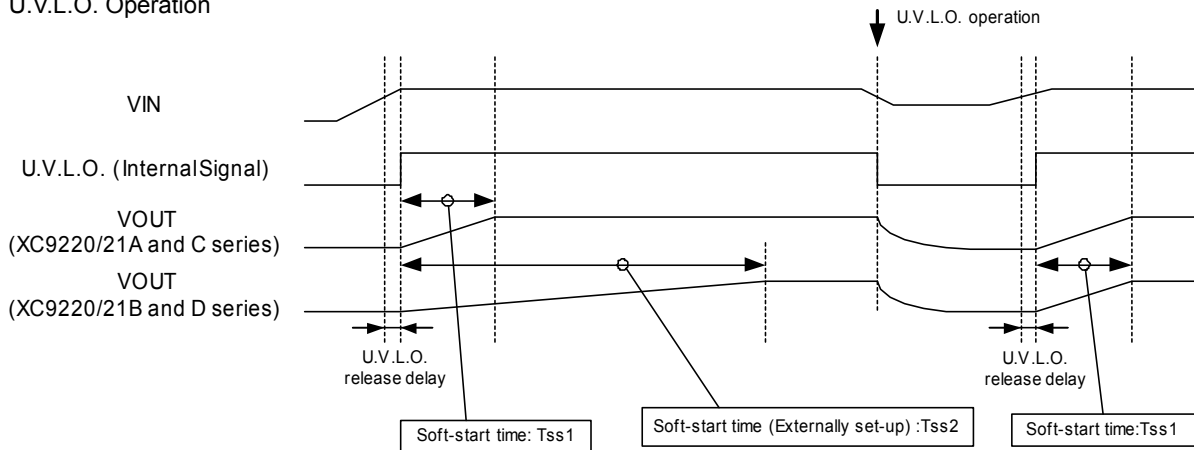 U.V.L.O. Operation
U.V.L.O. operation
VIN
U.V.L.O. (InternalSignal)
VOUT
(XC9220/21A and C series)
VOUT
(XC9220/21B and D series)
U.V.L.O.
release delay
U.V.L.O.
release delay
Soft-start time: Tss1
Soft-start time (Externally set-up) :Tss2
Soft-start time:Tss1